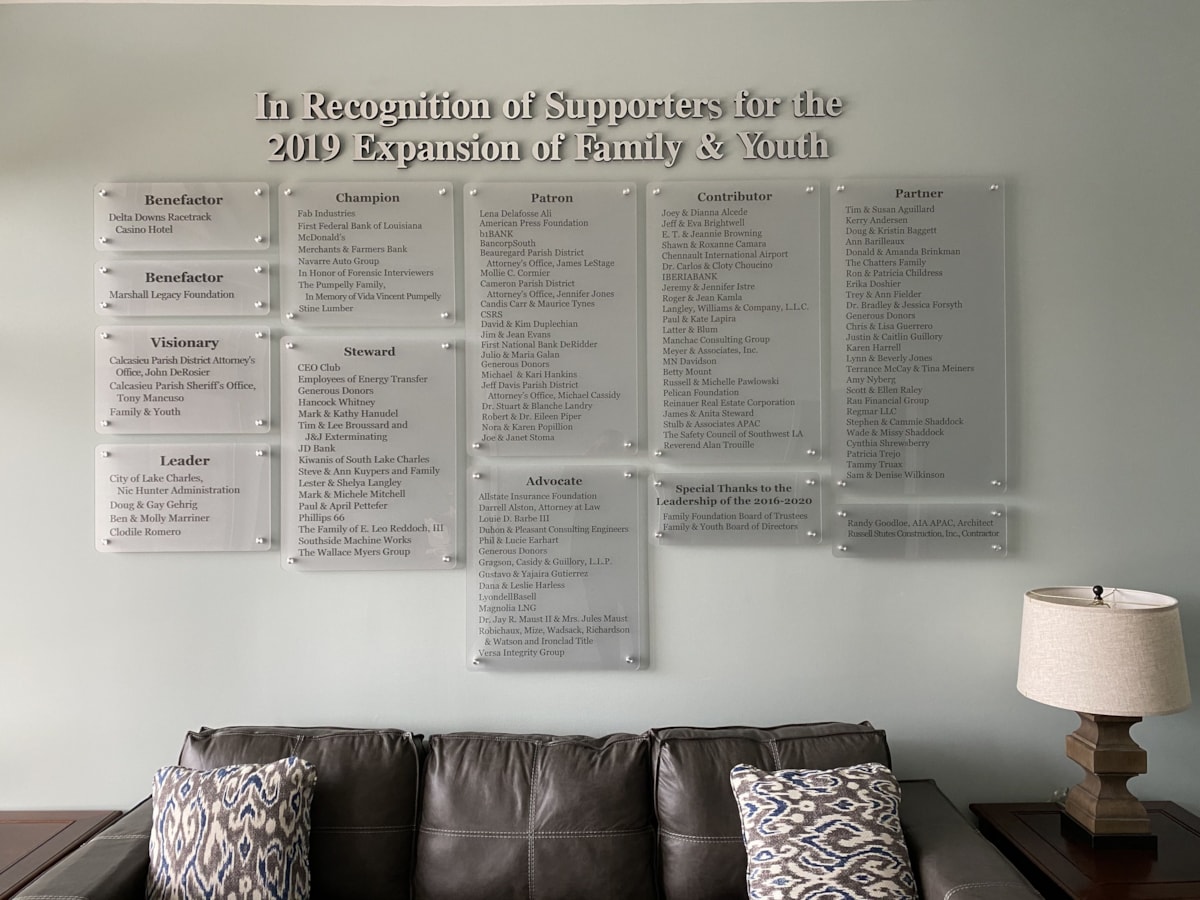 In Recognition of Supporters for the
2019 Expansion of Family & Youth
Benefactor
Delta Downs Racetrack
Casino Hotel
Benefactor
Marshall Legacy Foundation
Visionary
Calcasieu Parish District Attorney's
Office, John DeRosier
Calcasieu Parish Sheriff's Office,
Tony Mancuso
Family & Youth
Leader
City of Lake Charles,
Nic Hunter Administration
Doug & Gay Gehrig
Ben & Molly Marriner
Clodile Romero
Champion
Fab Industries
First Federal Bank of Louisiana
McDonald's
Merchants & Farmers Bank
Navarre Auto Group
In Honor of Forensic Interviewers
The Pumpelly Family,
In Memory of Vida Vincent Pumpelly
Stine Lumber
Steward
CEO Club
Employees of Energy Transfer
Generous Donors
Hancock Whitney
Mark & Kathy Hanudel
Tim & Lee Broussard and
J&J Exterminating
JD Bank
Kiwanis of South Lake Charles
Steve & Ann Kuypers and Family
Lester & Shelya Langley
Mark & Michele Mitchell
Paul & April Pettefer
Phillips 66
The Family of E. Leo Reddoch, III
Southside Machine Works
The Wallace Myers Group
Patron
Lena Delafosse Ali
American Press Foundation
b1BANK
BancorpSouth
Beauregard Parish District
Attorney's Office, James LeStage
Mollie C. Cormier
Cameron Parish District
Attorney's Office, Jennifer Jones
Candis Carr & Maurice Tynes
CSRS
David & Kim Duplechian
Jim & Jean Evans
First National Bank DeRidder
Julio & Maria Galan
Generous Donors
Michael & Kari Hankins
Jeff Davis Parish District
Attorney's Office, Michael Cassidy
Dr. Stuart & Blanche Landry
Robert & Dr. Eileen Piper
Nora & Karen Popillion
Joe & Janet Stoma
Advocate
Allstate Insurance Foundation
Darrell Alston, Attorney at Law
Louie D. Barbe III
Dubon & Pleasant Consulting Engineers
Phil & Lucie Earhart
Generous Donors
Gragson, Casidy & Guillory, L.L.P.
Gustavo & Yajaira Gutierrez
Dana & Leslie Harless
LyondellBasell
Magnolia LNG
Dr. Jay R. Maust II & Mrs. Jules Maust
Robichaux, Mize, Wadsack, Richardson
& Watson and Ironclad Title
Versa Integrity Group
Contributor
Joey & Dianna Alcede
Jeff & Eva Brightwell
E. T. & Jeannie Browning
Shawn & Roxanne Camara
Chennault International Airport
Dr. Carlos & Cloty Choucino
IBERIABANK
Jeremy & Jennifer Istre
Roger & Jean Kamla
Langley, Williams & Company, L.L.C.
Paul & Kate Lapira
Latter & Blum
Manchac Consulting Group
Meyer & Associates, Inc.
MN Davidson
Betty Mount
Russell & Michelle Pawlowski
Pelican Foundation
Reinauer Real Estate Corporation
James & Anita Steward
Stulb & Associates APAC
The Safety Council of Southwest LA
Reverend Alan Trouille
Special Thanks to the
Leadership of the 2016-2020
Family Foundation Board of Trustees
Family & Youth Board of Directors
Partner
Tim & Susan Aguillard
Kerry Andersen
Doug & Kristin Baggett
Ann Barilleaux
Donald & Amanda Brinkman
The Chatters Family
Ron & Patricia Childress
Erika Doshier
Trey & Ann Fielder
Dr. Bradley & Jessica Forsyth
Generous Donors
Chris & Lisa Guerrero
Justin & Caitlin Guillory
Karen Harrell
Lynn & Beverly Jones
Terrance McCay & Tina Meiners
Amy Nyberg
Scott & Ellen Raley
Rau Financial Group
Regmar LLC
Stephen & Cammie Shaddock
Wade & Missy Shaddock
Cynthia Shrewsberry
Patricia Trejo
Tammy Truax
Sam & Denise Wilkinson
Randy Goodloe, AIA APAC, Architect
Russell Stutes Construction, Inc., Contractor